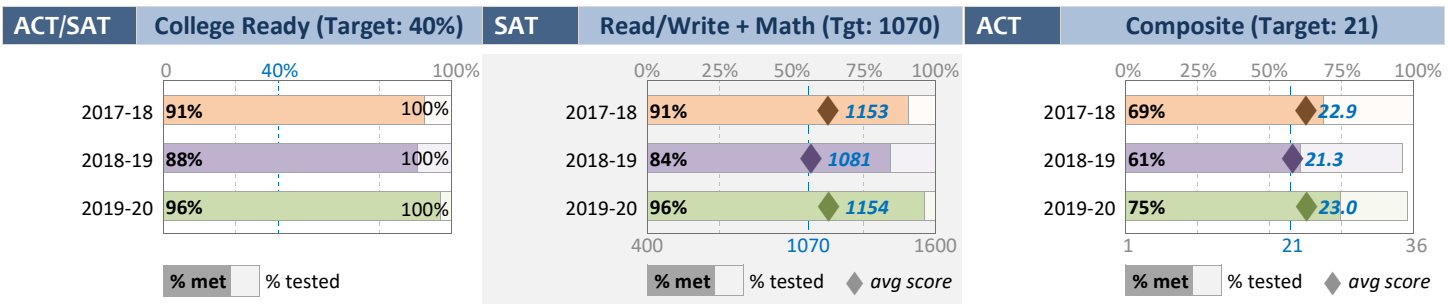 ACT/SAT College Ready (Target: 40%)
0 40% 100%
2017-18 91% 100%
2018-19 88% 100%
2019-20 96% 100%
% met % tested
SAT Read/Write + Math (Tgt: 1070)
0% 25% 50% 75% 100%
2017-18 91% 1153
2018-19 84% 1081
2019-20 96% 1154
400 1070 1600
% met % tested avg score
ACT Composite (Target: 21)
0% 25% 50% 75% 100%
2017-18 69% 22.9
2018-19 61% 21.3
2019-20 75% 23.0
1 21 36
% met % tested avg score